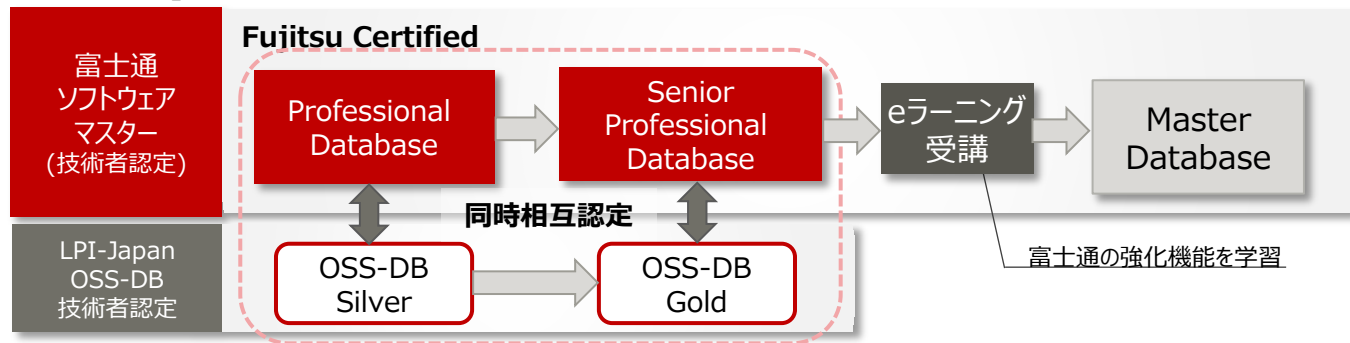 Fujitsu Certified
富士通
ソフトウェア
マスター
(技術者認定)
Professional
Database
Senior
Professional
Database
eラーニング
受講
Master
Database
同時相互認定
富士通の強化機能を学習
LPI-Japan
OSS-DB
技術者認定
OSS-DB
Silver
OSS-DB
Gold